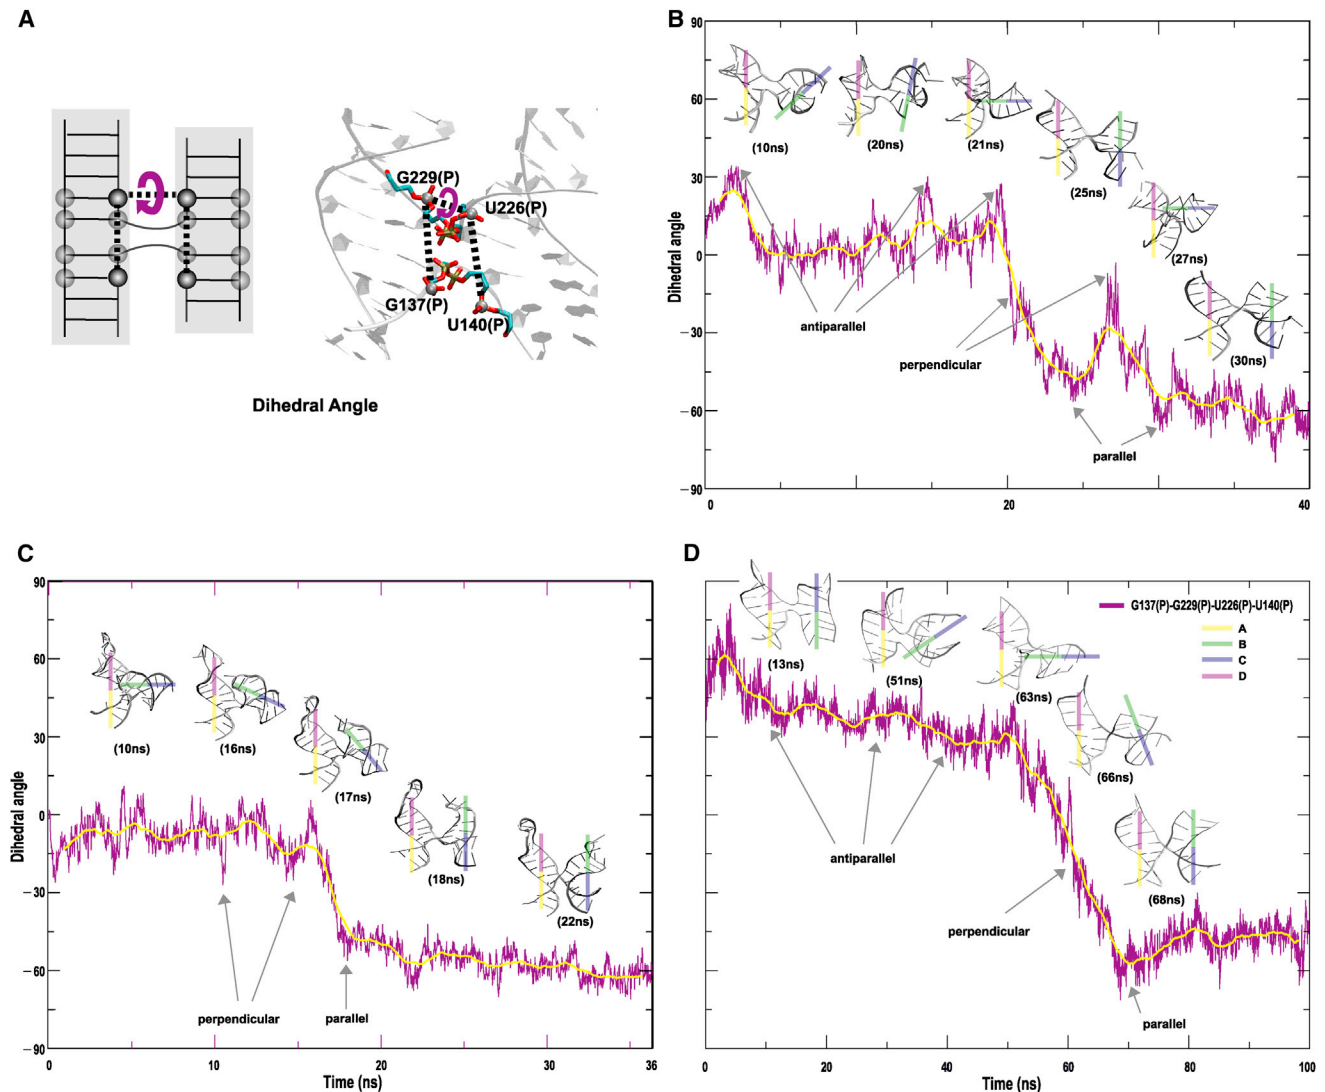 A
G229(P)
U226(P)
G137(P)
U140(P)
Dihedral Angle
B
90
60
30
0
−30
−60
−90
Dihedral angle
(10ns)
(20ns)
(21ns)
(25ns)
(27ns)
(30ns)
antiparallel
perpendicular
parallel
0
20
40
C
90
60
30
0
−30
−60
−90
Dihedral angle
(10ns)
(16ns)
(17ns)
(18ns)
(22ns)
perpendicular
parallel
0
10
20
30
36
Time (ns)
D
G137(P)-G229(P)-U226(P)-U140(P)
A
B
C
D
(13ns)
(51ns)
(63ns)
(66ns)
(68ns)
antiparallel
perpendicular
parallel
0
20
40
60
80
100
Time (ns)